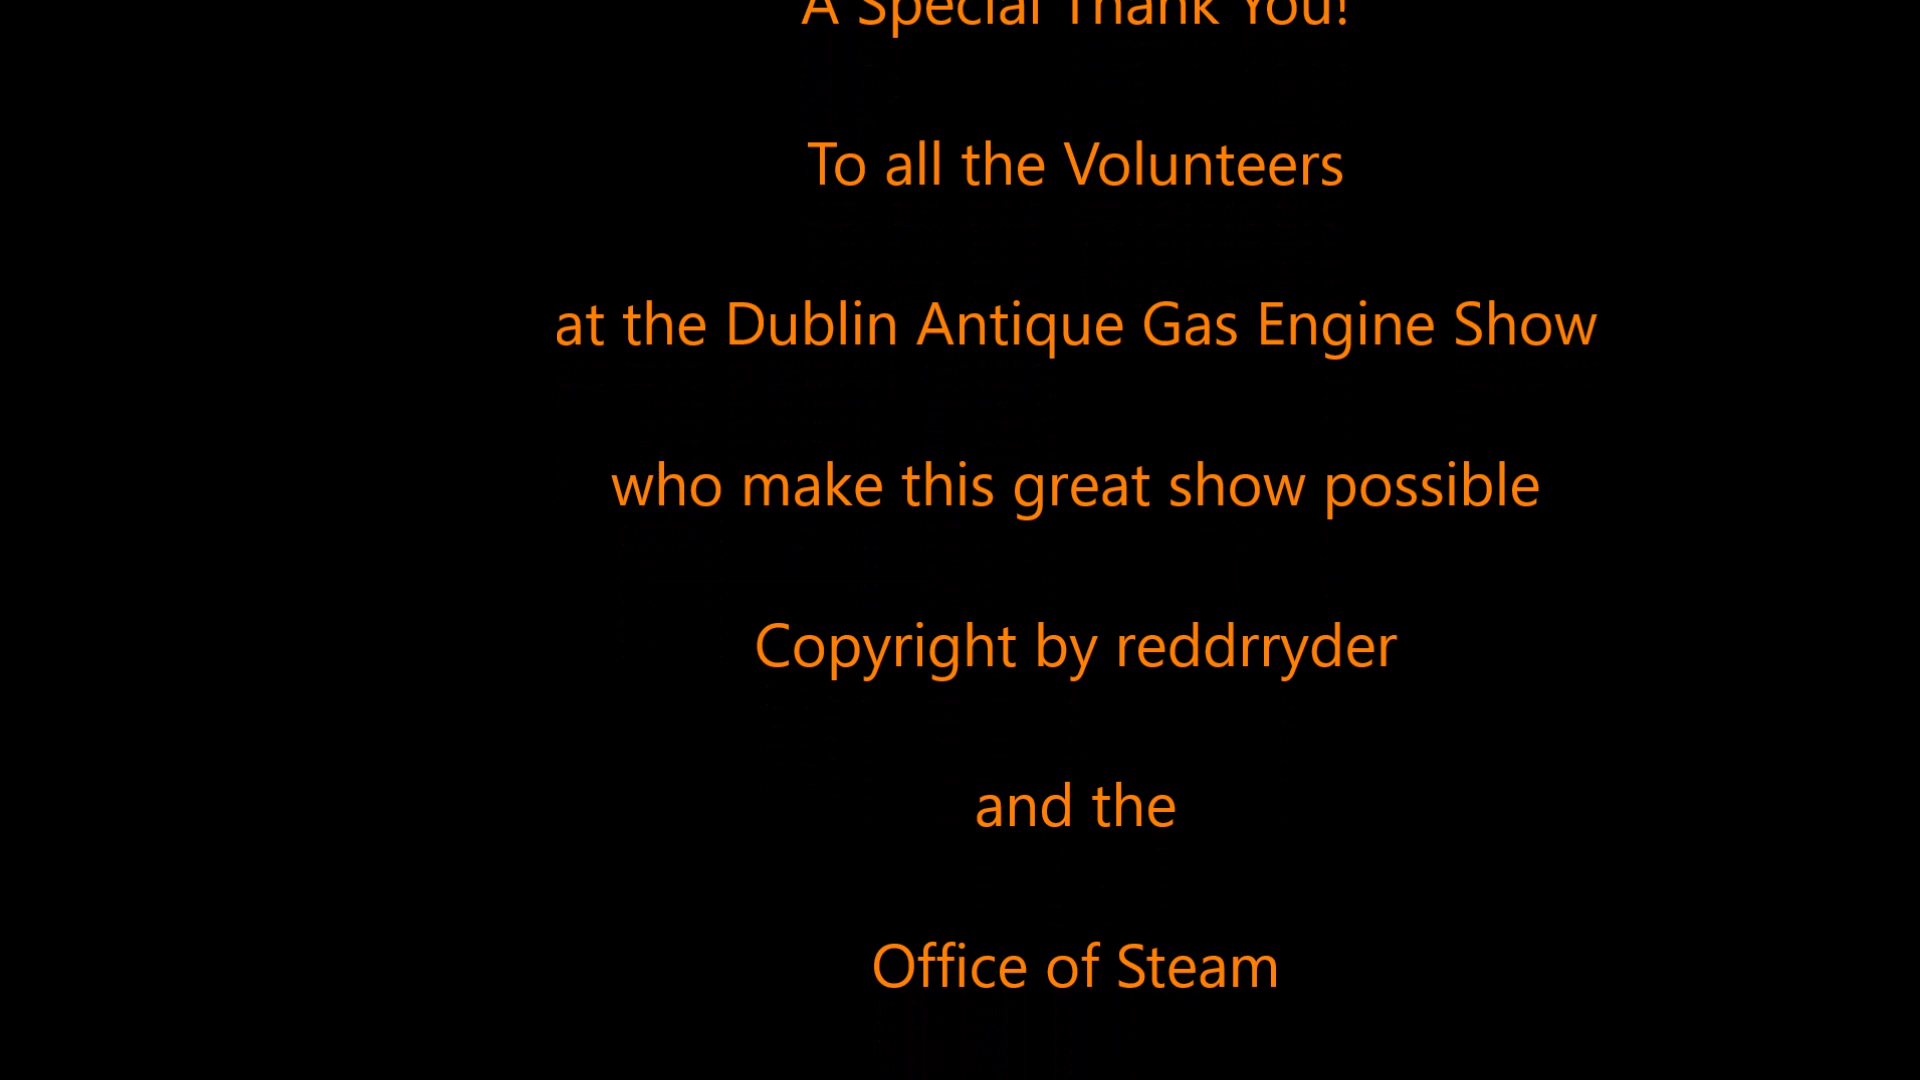 A Special Thank You!
To all the Volunteers
at the Dublin Antique Gas Engine Show
who make this great show possible
Copyright by reddrryder
and the
Office of Steam